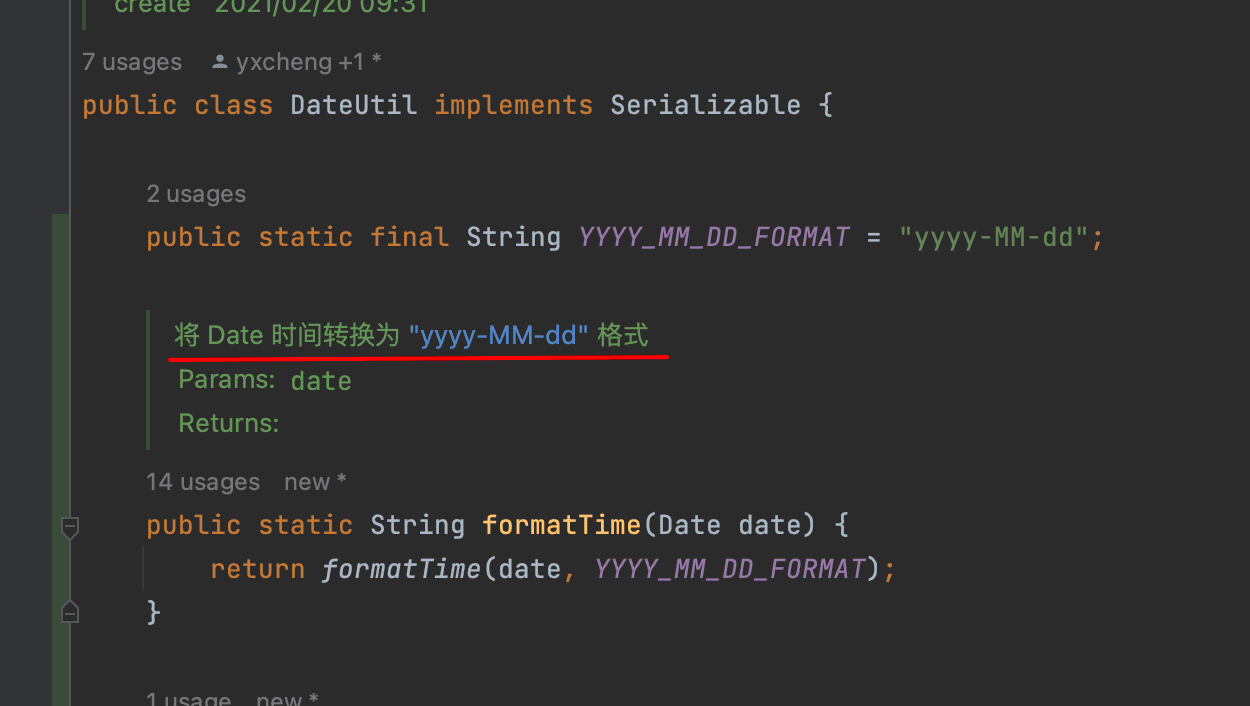 create 2021/02/20 09:31
7 usages yxcheng +1 *
public class DateUtil implements Serializable {
2 usages
public static final String YYYY_MM_DD_FORMAT = "yyyy-MM-dd";
将 Date 时间转换为 "yyyy-MM-dd" 格式
Params: date
Returns:
14 usages new *
public static String formatTime(Date date) {
return formatTime(date, YYYY_MM_DD_FORMAT);
}
1 usage new *